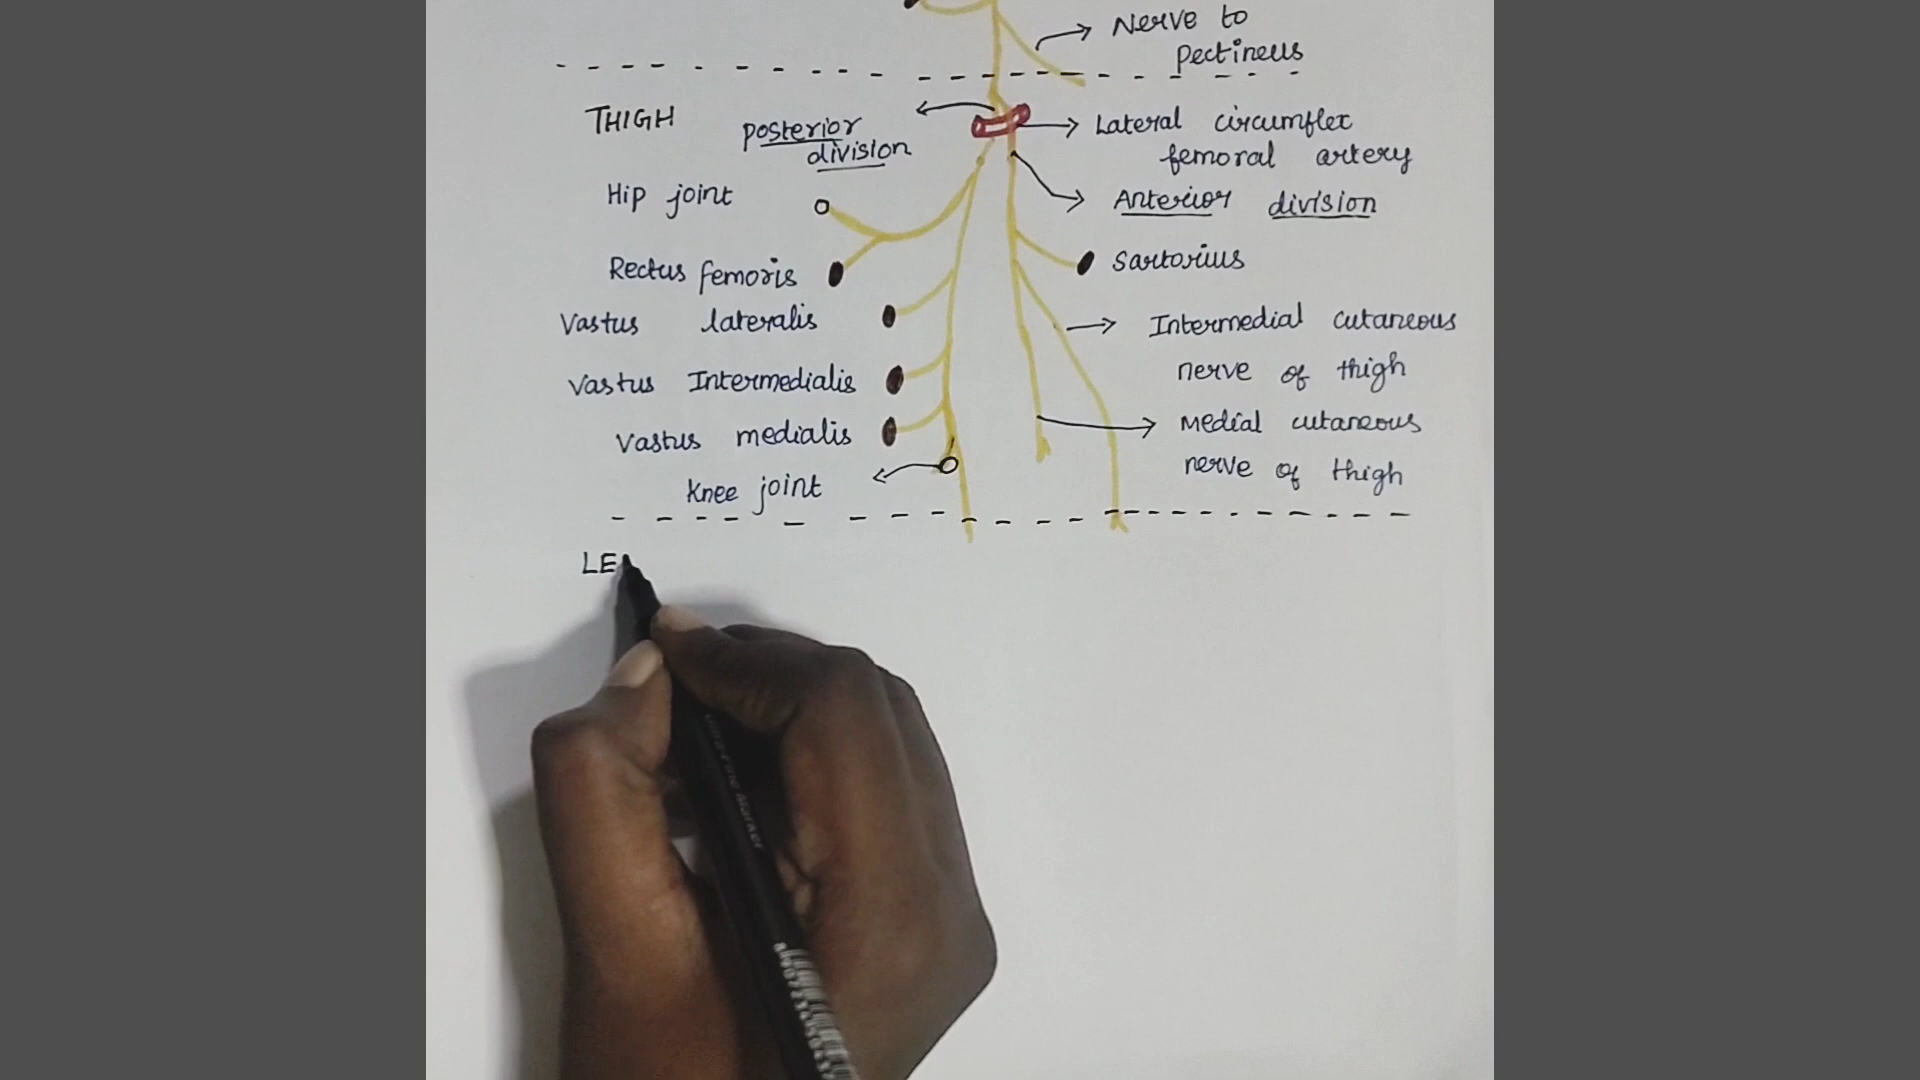 Nerve to
Pectineus
THIGH
Posterior
division
Lateral circumflex
femoral artery
Hip joint
Anterior division
Rectus femoris
Sartorius
Vastus lateralis
Intermedial cutaneous
nerve of thigh
Vastus Intermedialis
Vastus medialis
Medial cutaneous
nerve of thigh
Knee joint
LE